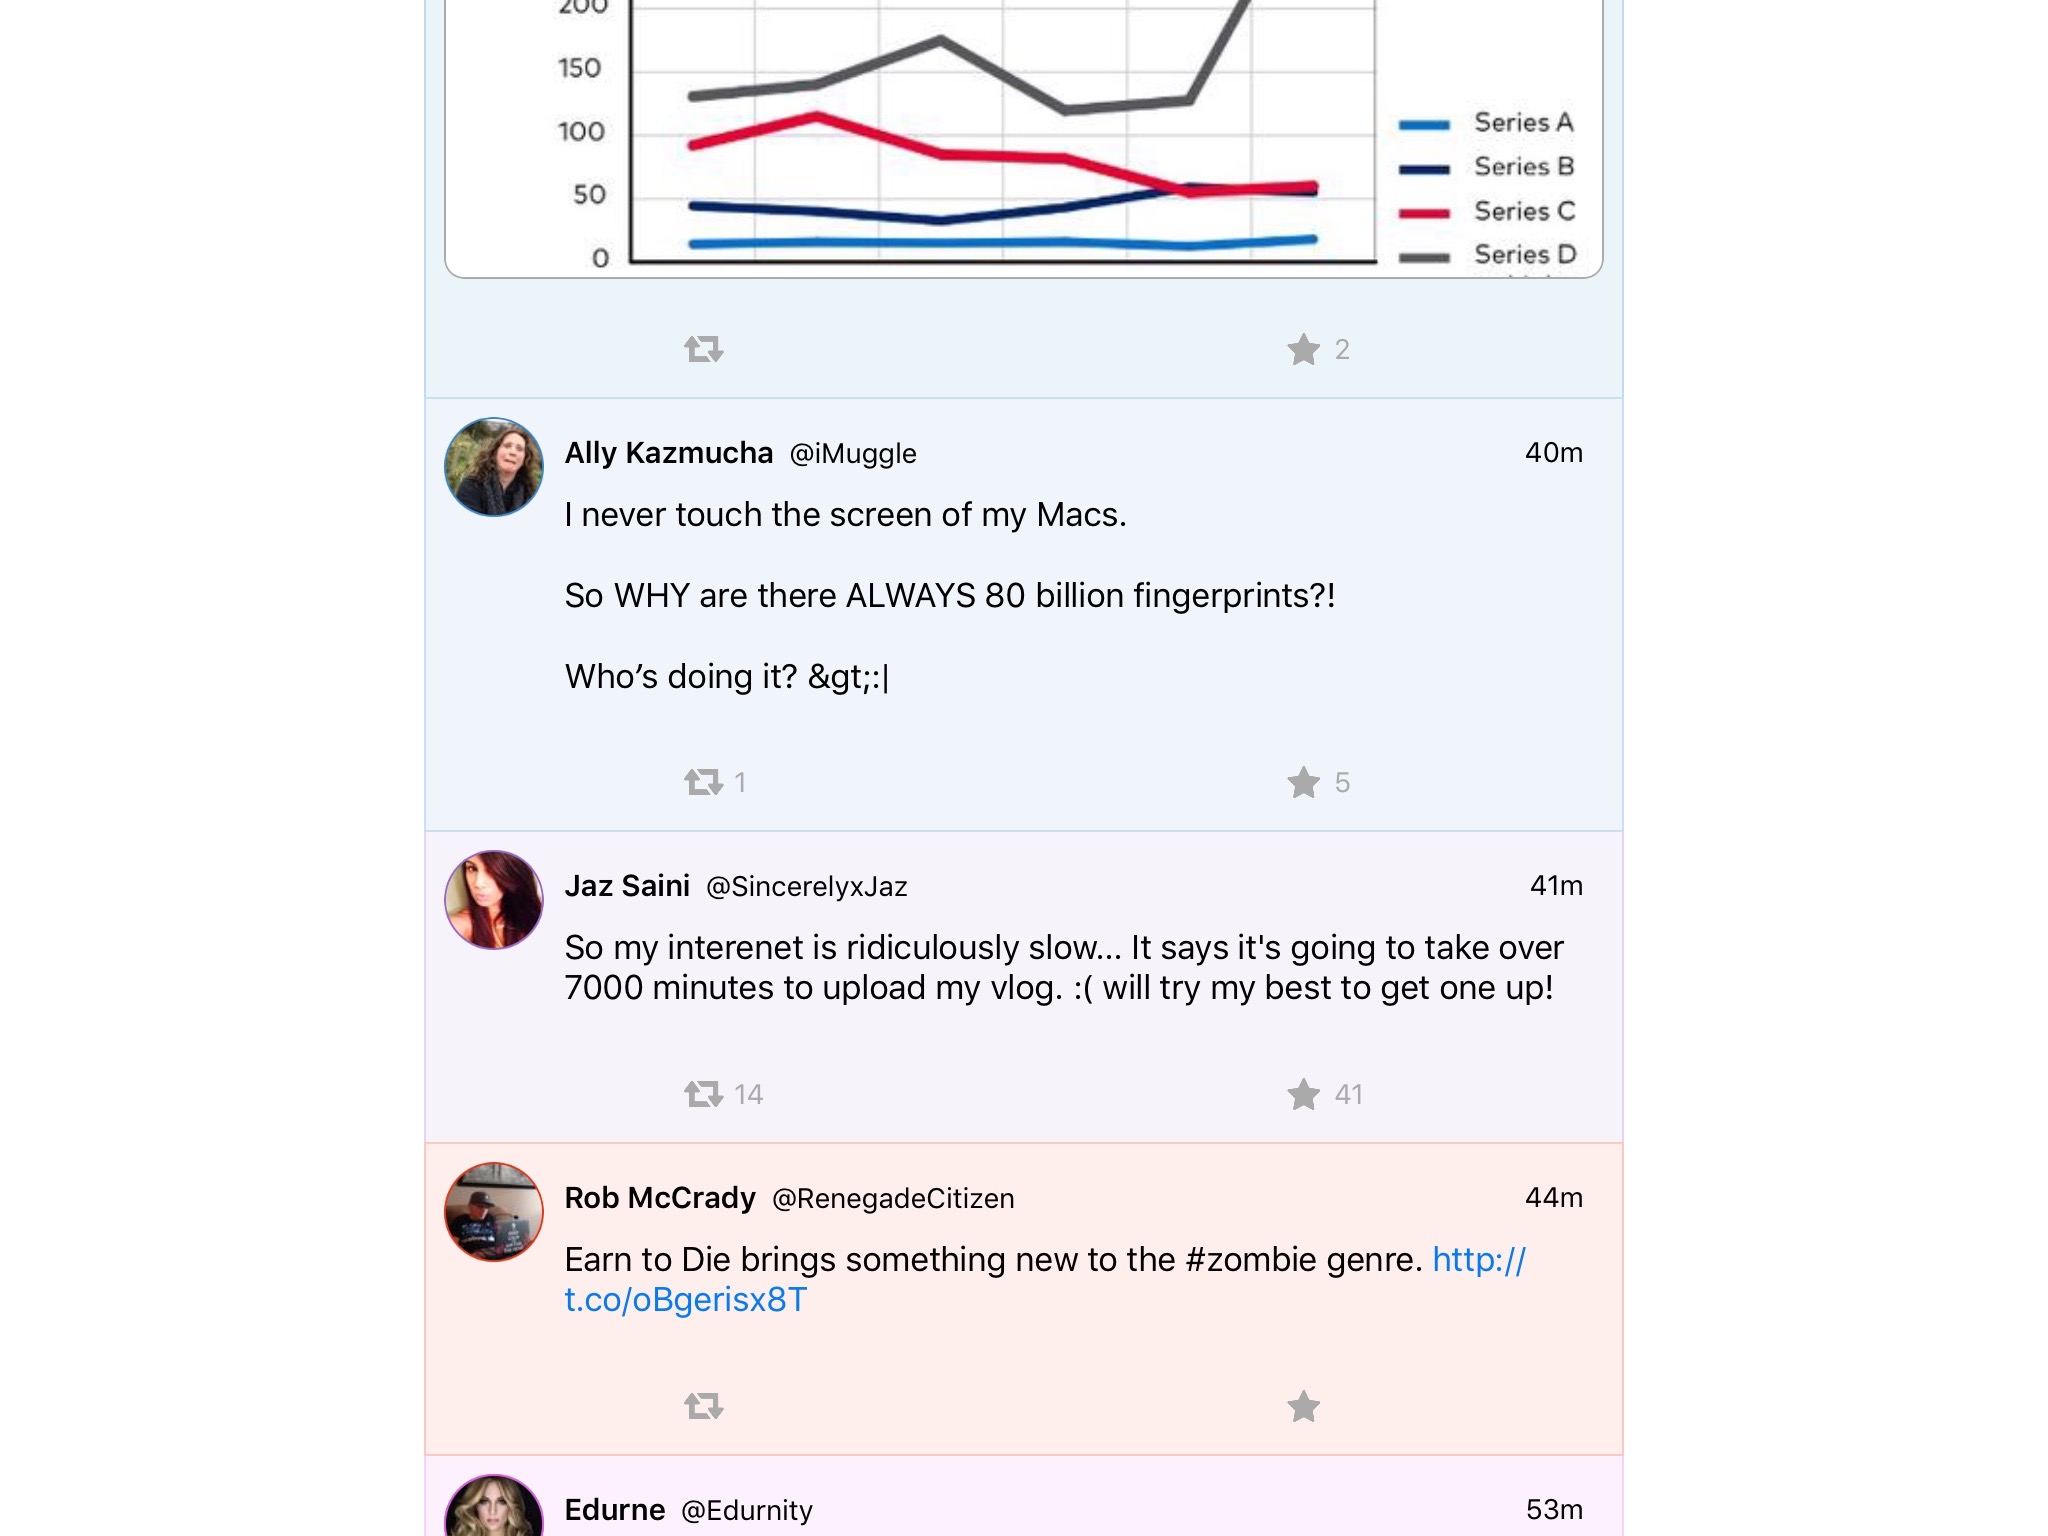 200
150
100
50
0
Series A
Series B
Series C
Series D
2
Ally Kazmucha @iMuggle 40m
I never touch the screen of my Macs.
So WHY are there ALWAYS 80 billion fingerprints?!
Who’s doing it? &gt;:|
1 5
Jaz Saini @SincerelyxJaz 41m
So my interenet is ridiculously slow... It says it's going to take over
7000 minutes to upload my vlog. :( will try my best to get one up!
14 41
Rob McCrady @RenegadeCitizen 44m
Earn to Die brings something new to the #zombie genre. http://
t.co/oBgerisx8T
Edurne @Edurnity 53m